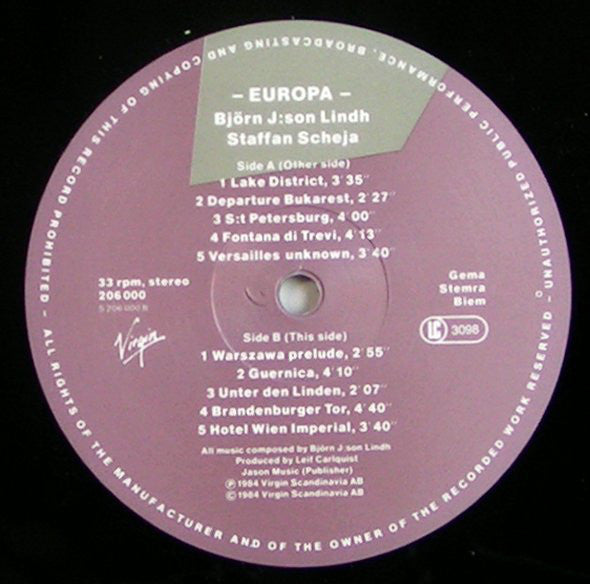 – EUROPA –
Björn J:son Lindh
Staffan Scheja
Side A (Other side)
1 Lake District, 3'35''
2 Departure Bukarest, 2'27''
3 S:t Petersburg, 4'00''
4 Fontana di Trevi, 4'13''
5 Versailles unknown, 3'40''
33 rpm, stereo
206000
S 206 000 B
Virgin
Gema
Stemra
Biem
LC 3098
Side B (This side)
1 Warszawa prelude, 2'55''
2 Guernica, 4'10''
3 Unter den Linden, 2'07''
4 Brandenburger Tor, 4'40''
5 Hotel Wien Imperial, 3'40''
All music composed by Björn J:son Lindh
Produced by Leif Carlquist
Jason Music (Publisher)
℗ 1984 Virgin Scandinavia AB
© 1984 Virgin Scandinavia AB
ALL RIGHTS OF THE MANUFACTURER AND OF THE OWNER OF THE RECORDED WORK RESERVED – UNAUTHORIZED PUBLIC PERFORMANCE, BROADCASTING AND COPYING OF THIS RECORD PROHIBITED –